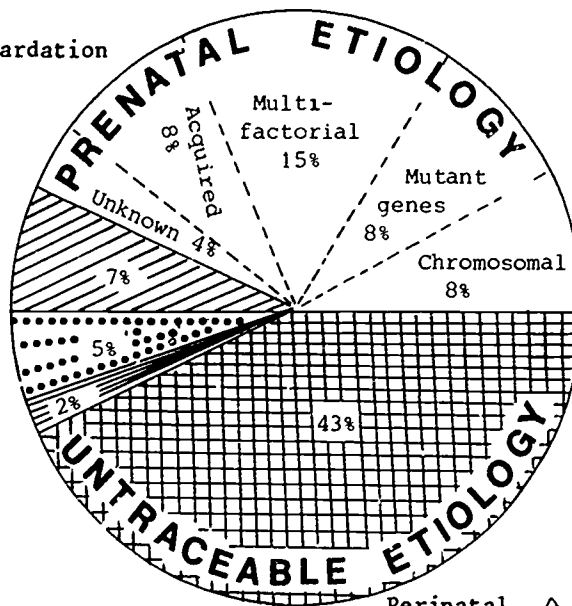 ardation
PRENATAL ETIOLOGY
Multi-
factorial
15%
Acquired
8%
Mutant
genes
8%
Unknown 4%
Chromosomal
8%
7%
5%
2%
43%
UNTRACEABLE ETIOLOGY
Perinatal